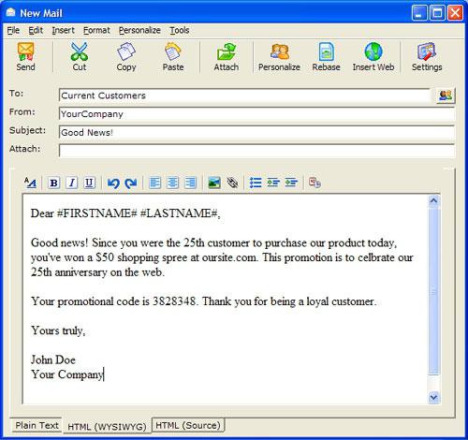 New Mail
File Edit Insert Format Personalize Tools
Send Cut Copy Paste Attach Personalize Rebase Insert Web Settings
To: Current Customers
From: YourCompany
Subject: Good News!
Attach:
B I U
Dear #FIRSTNAME# #LASTNAME#,
Good news! Since you were the 25th customer to purchase our product today,
you've won a $50 shopping spree at oursite.com. This promotion is to celbrate our
25th anniversary on the web.
Your promotional code is 3828348. Thank you for being a loyal customer.
Yours truly,
John Doe
Your Company
Plain Text HTML (WYSIWYG) HTML (Source)